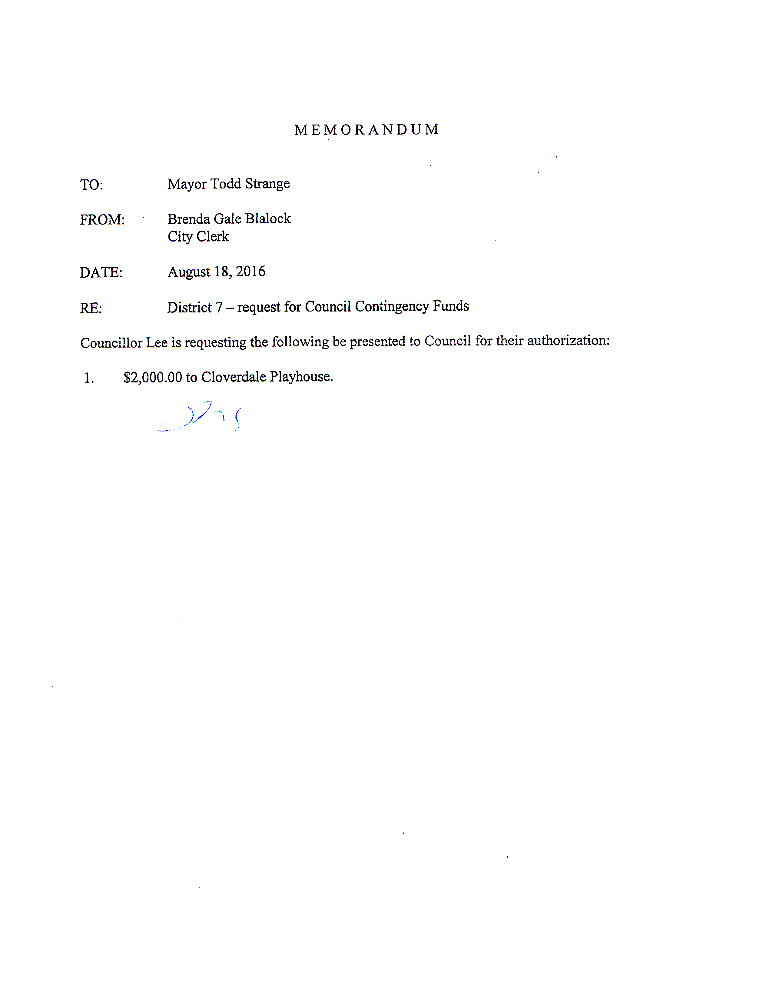 MEMORANDUM
TO: Mayor Todd Strange
FROM: Brenda Gale Blalock
City Clerk
DATE: August 18, 2016
RE: District 7 – request for Council Contingency Funds
Councillor Lee is requesting the following be presented to Council for their authorization:
1. $2,000.00 to Cloverdale Playhouse.